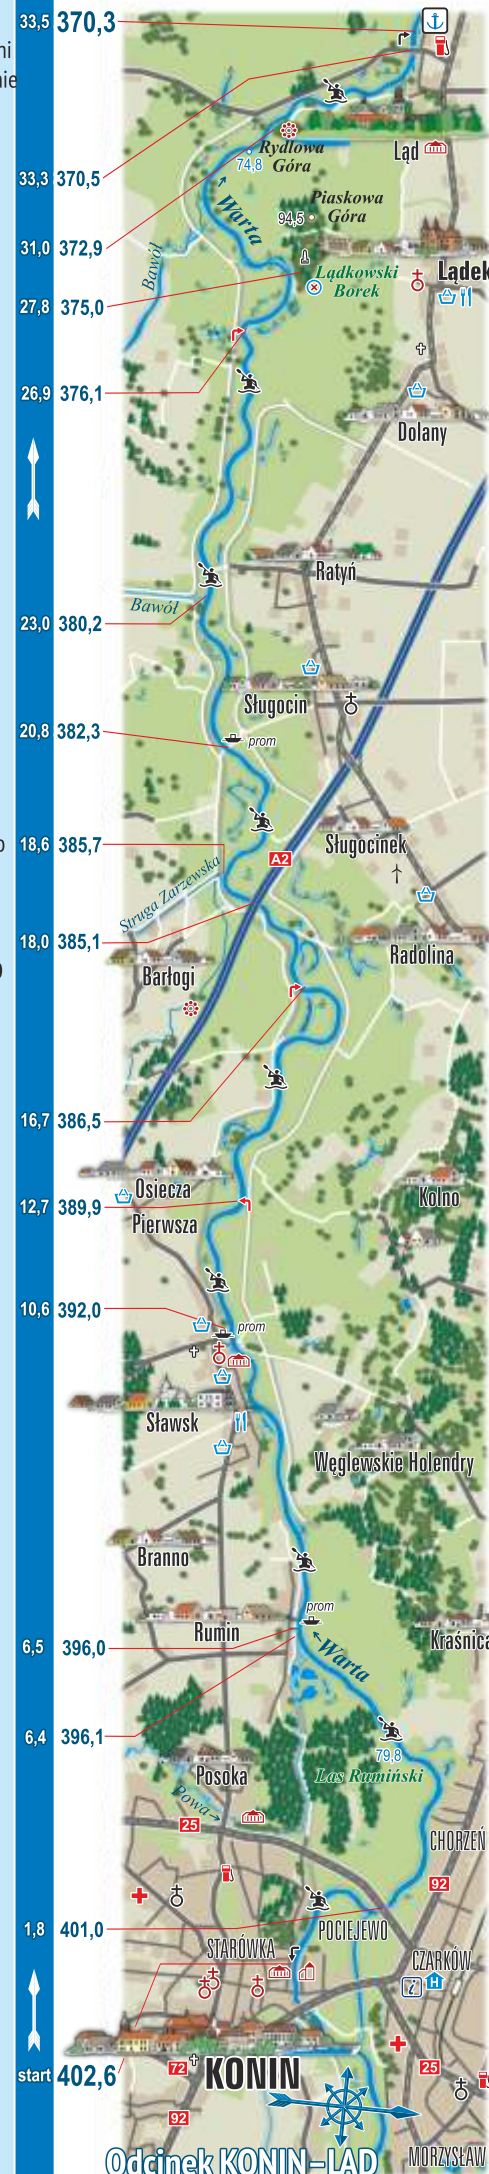 33,5 370,3
ni
nie
Ląd
Rydlowa
Góra
74,8
33,3 370,5
Piaskowa
Góra
94,5
Warta
31,0 372,9
Bawół
Lądek
Lądkowski
Borek
27,8 375,0
26,9 376,1
Dolany
Ratyń
Bawół
23,0 380,2
Sługocin
20,8 382,3
prom
18,6 385,7
Sługocinek
A2
Struga Zarzewska
18,0 385,1
Radolina
Barłogi
16,7 386,5
Osiecza
Pierwsza
Kolno
12,7 389,9
10,6 392,0
prom
Sławsk
Węglewskie Holendry
Branno
prom
Rumin
Kraśnica
6,5 396,0
Warta
6,4 396,1
79,8
Posoka
Las Rumiński
Powa
25
CHORZEŃ
92
1,8 401,0
POCIEJEWO
STARÓWKA
CZARKÓW
i
H
start 402,6
KONIN
72
25
92
Odcinek KONIN–LĄD
MORZYSŁAW